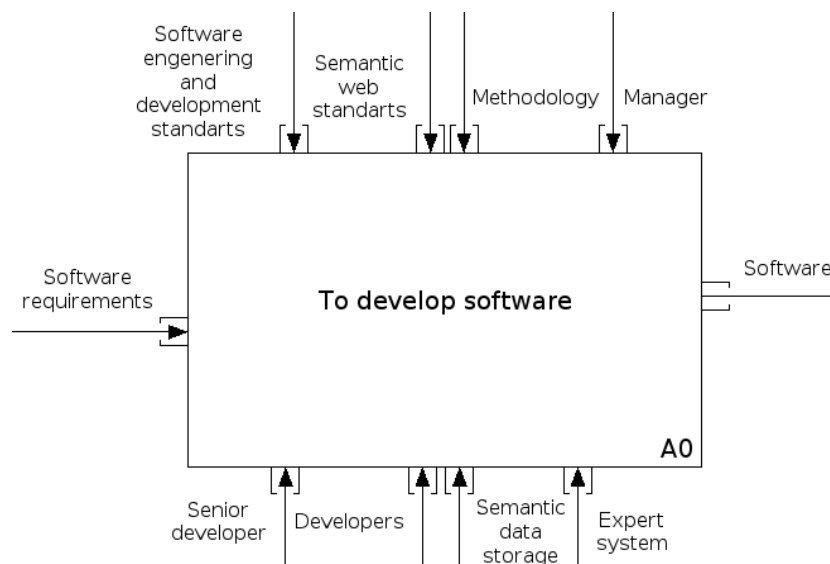 Software
engenering
and
development
standarts
Semantic
web
standarts
Methodology
Manager
Software
requirements
To develop software
Software
A0
Senior
developer
Developers
Semantic
data
storage
Expert
system